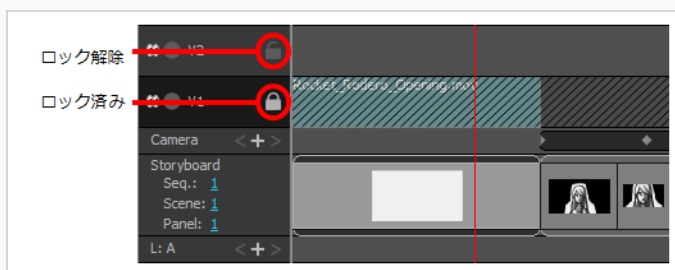 ロック解除
V2
ロック済み
V1
Rocket_Rodero_Opening.mov
Camera
< + >
Storyboard
Seq.: 1
Scene: 1
Panel: 1
L: A
< + >